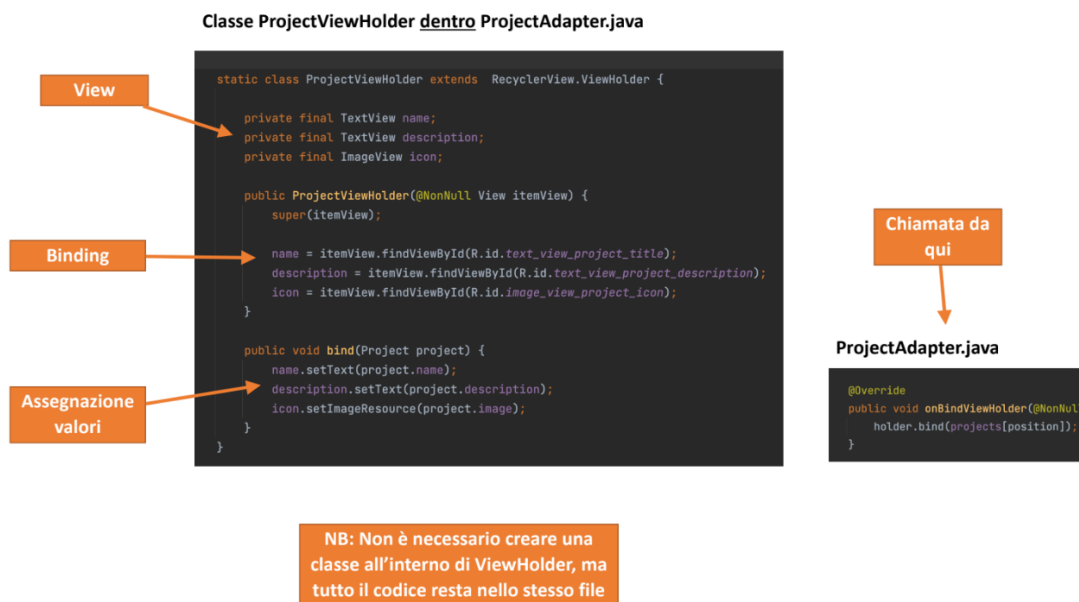 Classe ProjectViewHolder dentro ProjectAdapter.java
View
static class ProjectViewHolder extends RecyclerView.ViewHolder {
private final TextView name;
private final TextView description;
private final ImageView icon;
public ProjectViewHolder(@NonNull View itemView) {
super(itemView);
Binding
name = itemView.findViewById(R.id.text_view_project_title);
description = itemView.findViewById(R.id.text_view_project_description);
icon = itemView.findViewById(R.id.image_view_project_icon);
}
public void bind(Project project) {
name.setText(project.name);
description.setText(project.description);
icon.setImageResource(project.image);
}
}
Assegnazione
valori
Chiamata da
qui
ProjectAdapter.java
@Override
public void onBindViewHolder(@NonNull
holder.bind(projects[position]);
}
NB: Non è necessario creare una
classe all'interno di ViewHolder, ma
tutto il codice resta nello stesso file